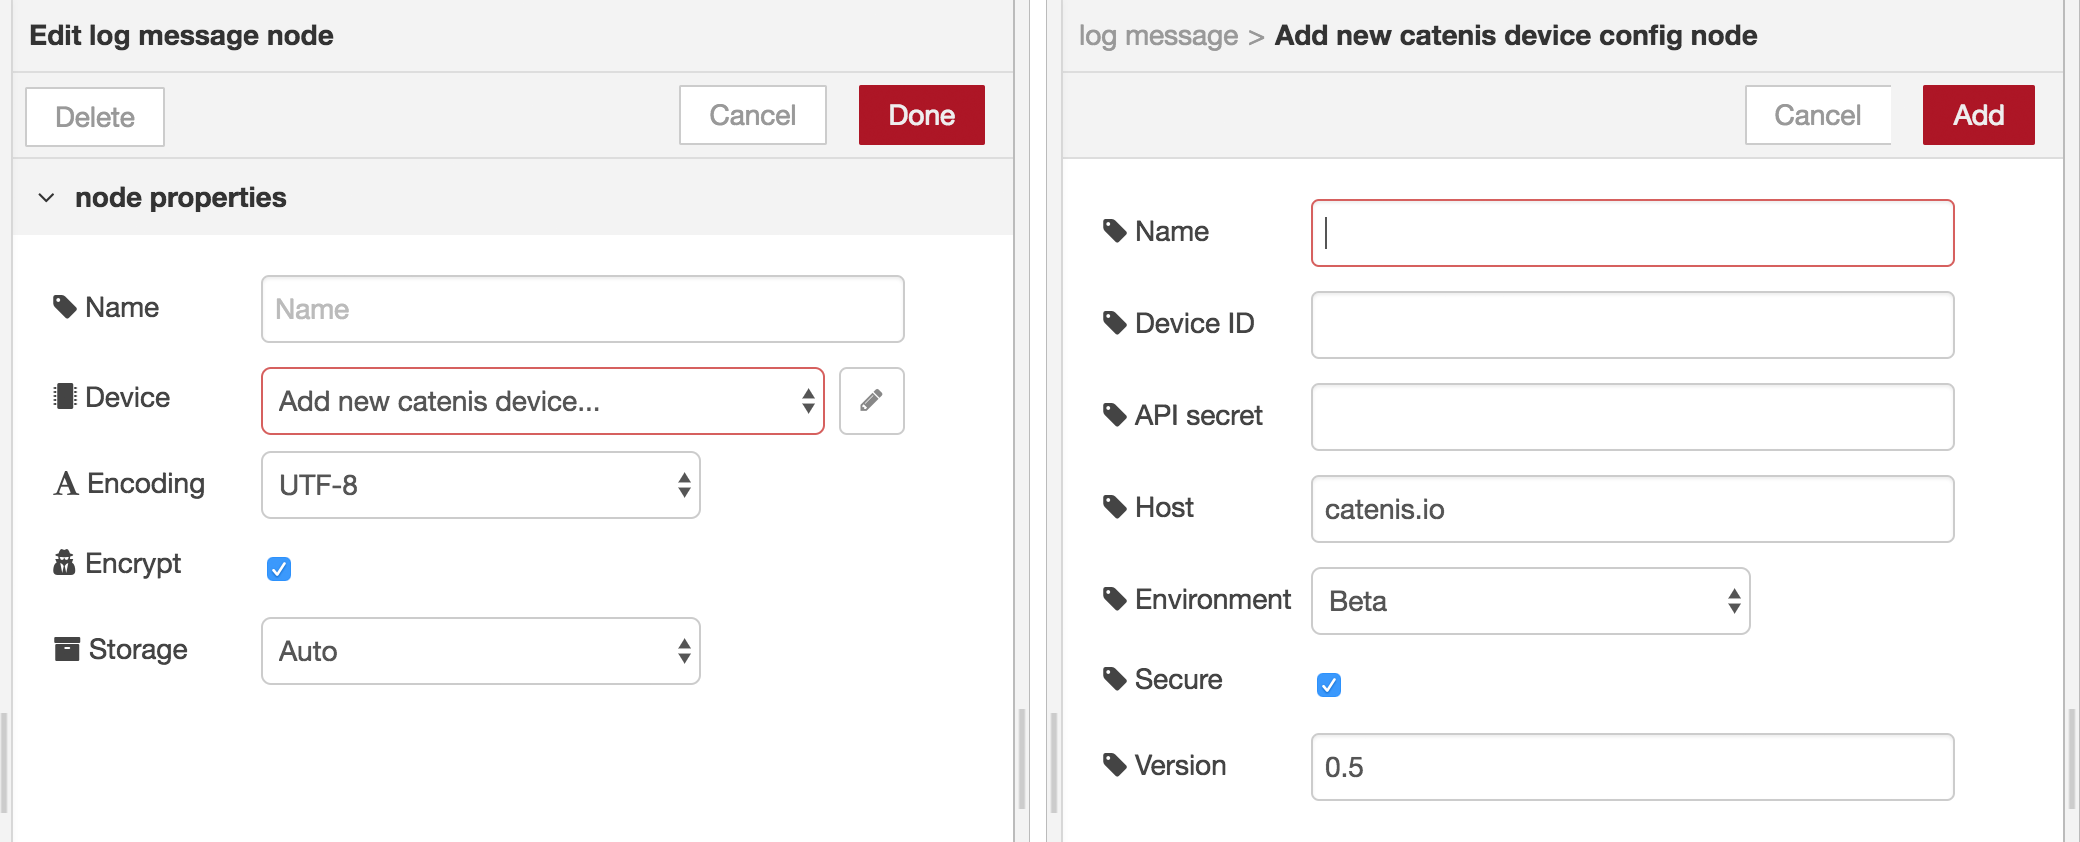 Edit log message node
Delete
Cancel
Done
node properties
Name
Name
Device
Add new catenis device...
Encoding
UTF-8
Encrypt
Storage
Auto
log message > Add new catenis device config node
Cancel
Add
Name
Device ID
API secret
Host
catenis.io
Environment
Beta
Secure
Version
0.5